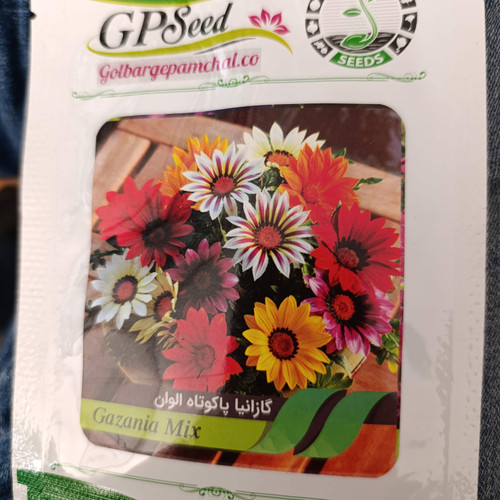 GPSeed
Golbargepamchal.co
SEEDS
گازانیا پاکوتاه الوان
Gazania Mix